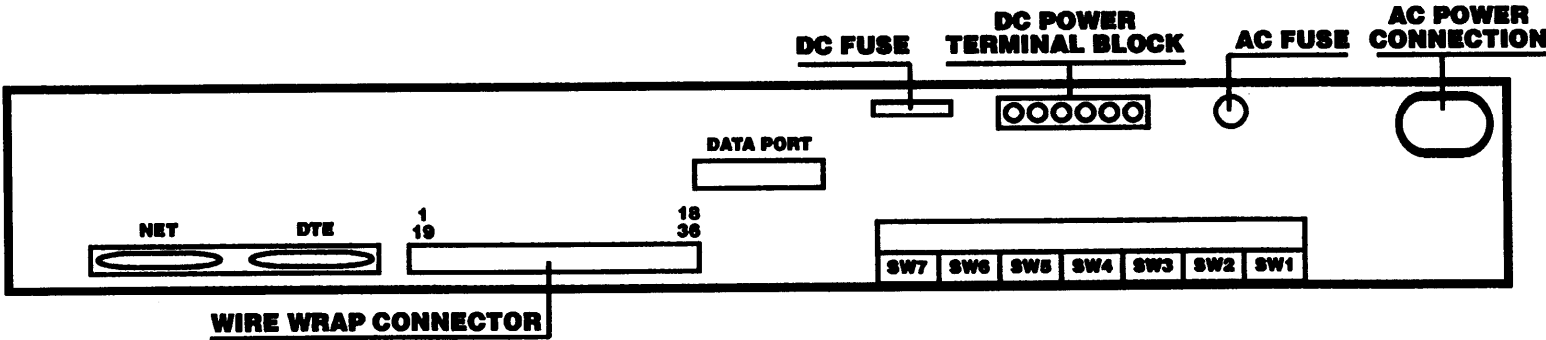 DC FUSE
DC POWER
TERMINAL BLOCK
AC FUSE
AC POWER
CONNECTION
DATA PORT
NET
DTE
1
19
18
36
SW7 SW6 SW5 SW4 SW3 SW2 SW1
WIRE WRAP CONNECTOR